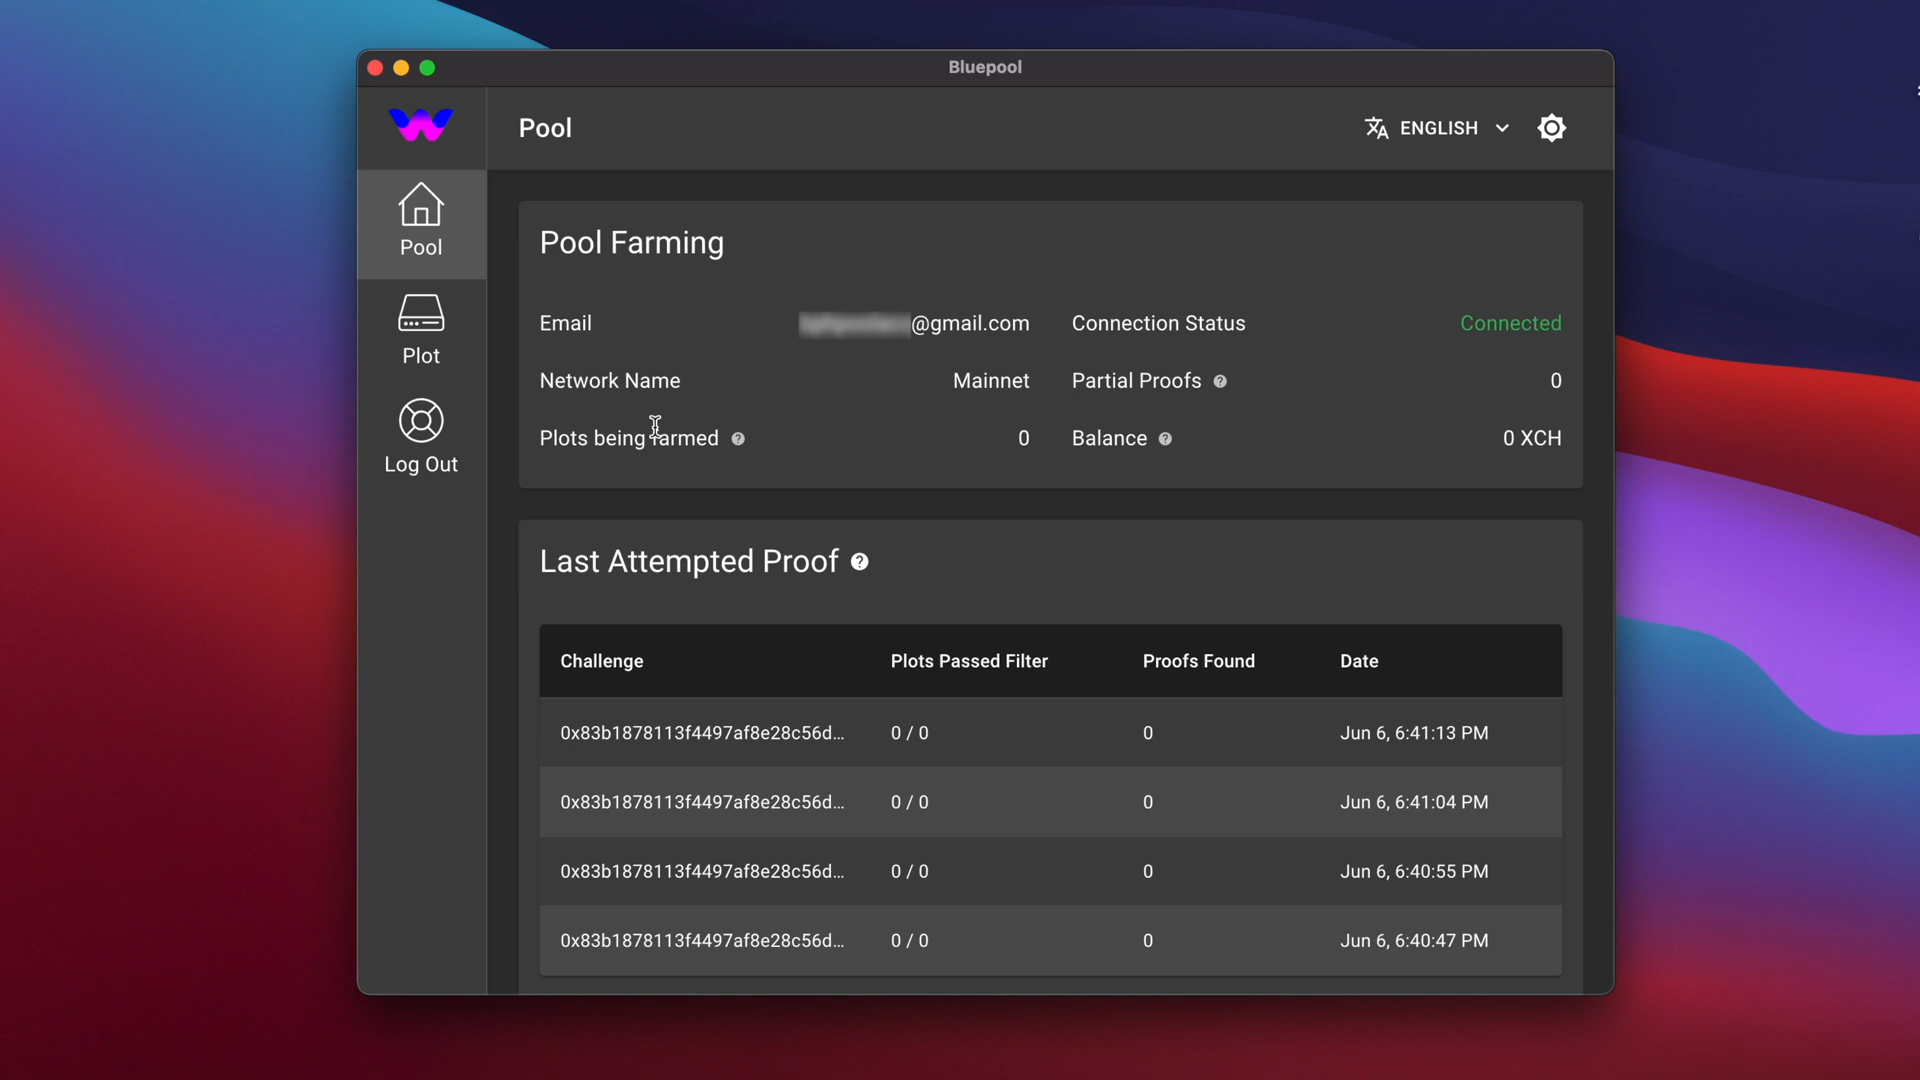 Bluepool
Pool
ENGLISH
Pool
Plot
Log Out
Pool Farming
Email @gmail.com
Connection Status Connected
Network Name Mainnet
Partial Proofs ? 0
Plots being farmed ? 0
Balance ? 0 XCH
Last Attempted Proof ?
Challenge Plots Passed Filter Proofs Found Date
0x83b1878113f4497af8e28c56d... 0 / 0 0 Jun 6, 6:41:13 PM
0x83b1878113f4497af8e28c56d... 0 / 0 0 Jun 6, 6:41:04 PM
0x83b1878113f4497af8e28c56d... 0 / 0 0 Jun 6, 6:40:55 PM
0x83b1878113f4497af8e28c56d... 0 / 0 0 Jun 6, 6:40:47 PM